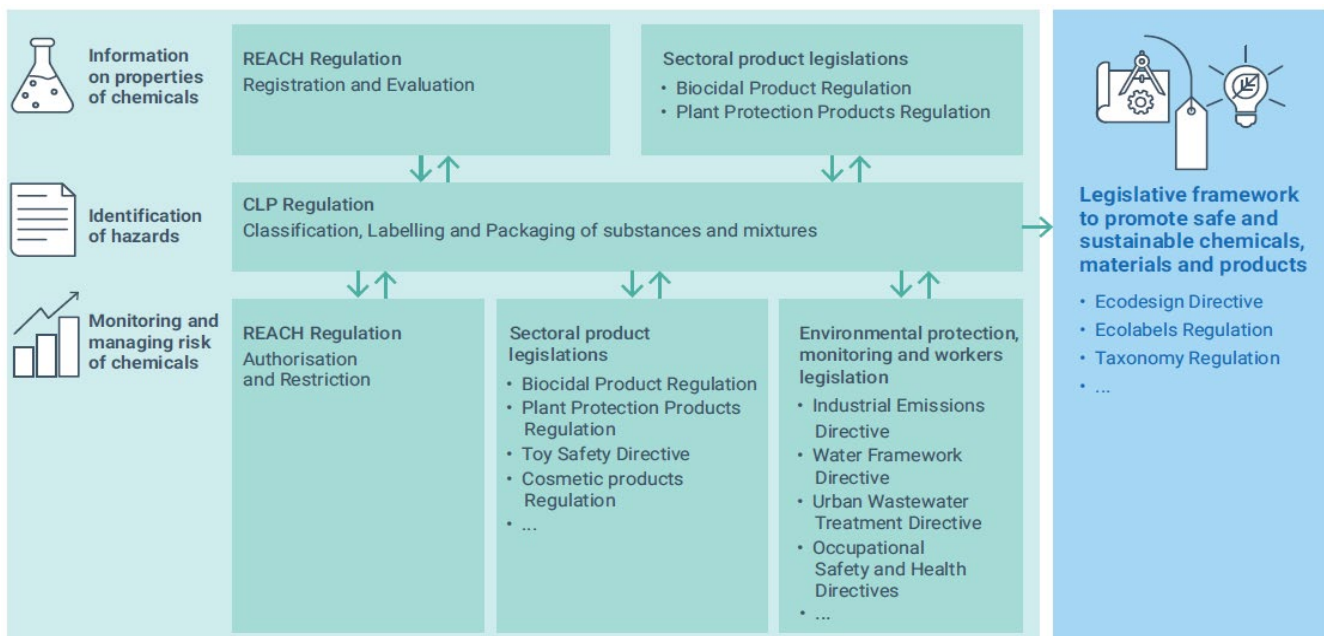 Information
on properties
of chemicals
REACH Regulation
Registration and Evaluation
Sectoral product legislations
• Biocidal Product Regulation
• Plant Protection Products Regulation
Identification
of hazards
CLP Regulation
Classification, Labelling and Packaging of substances and mixtures
Monitoring and
managing risk
of chemicals
REACH Regulation
Authorisation
and Restriction
Sectoral product
legislations
• Biocidal Product Regulation
• Plant Protection Products
Regulation
• Toy Safety Directive
• Cosmetic products
Regulation
• ...
Environmental protection,
monitoring and workers
legislation
• Industrial Emissions
Directive
• Water Framework
Directive
• Urban Wastewater
Treatment Directive
• Occupational
Safety and Health
Directives
• ...
Legislative framework
to promote safe and
sustainable chemicals,
materials and products
• Ecodesign Directive
• Ecolabels Regulation
• Taxonomy Regulation
• ...